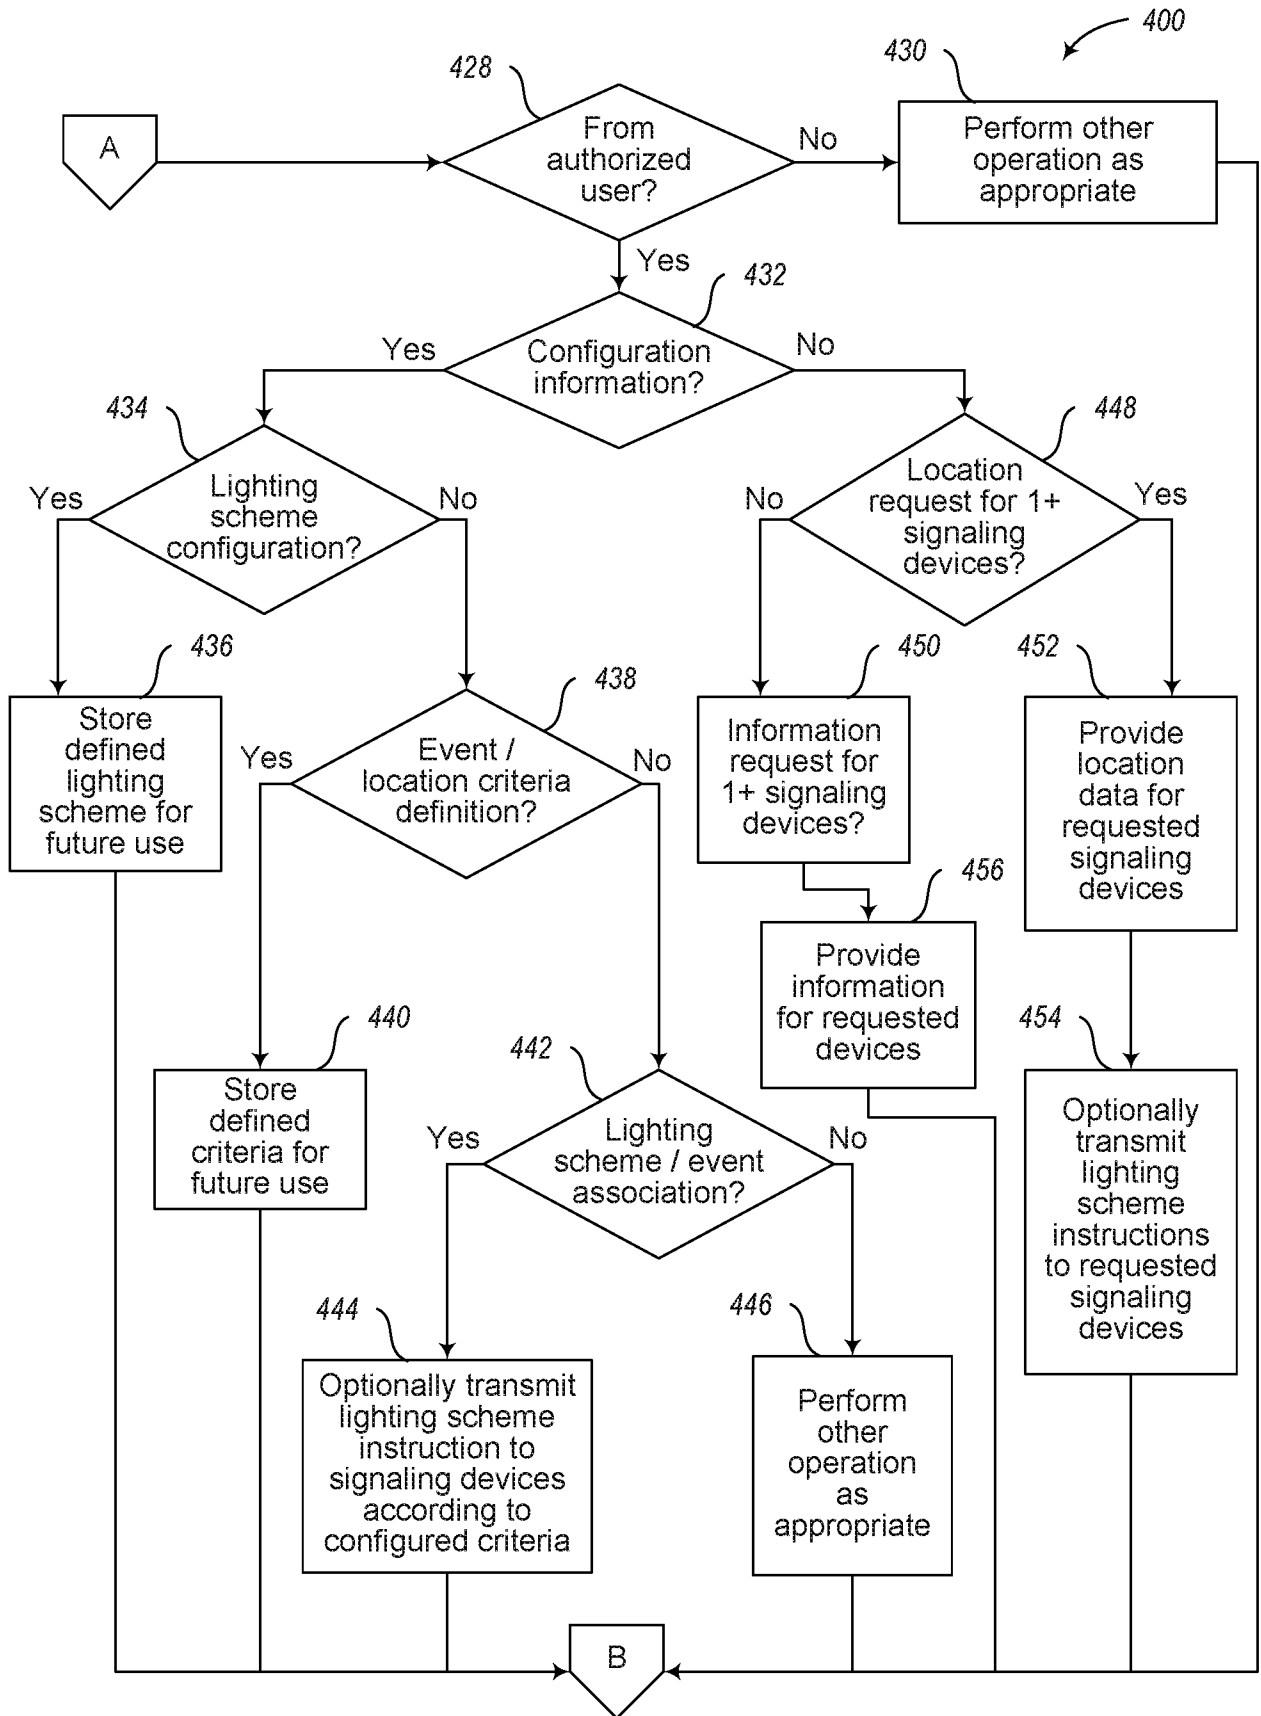 400
428
430
A
From
authorized
user?
No
Perform other
operation as
appropriate
Yes
432
Yes
Configuration
information?
No
434
448
Yes
Lighting
scheme
configuration?
No
No
Location
request for 1+
signaling
devices?
Yes
436
438
450
452
Store
defined
lighting
scheme for
future use
Yes
Event /
location criteria
definition?
No
Information
request for
1+ signaling
devices?
Provide
location
data for
requested
signaling
devices
456
Provide
information
for requested
devices
440
442
454
Store
defined
criteria for
future use
Yes
Lighting
scheme / event
association?
No
Optionally
transmit
lighting
scheme
instructions
to requested
signaling
devices
444
446
Optionally transmit
lighting scheme
instruction to
signaling devices
according to
configured criteria
Perform
other
operation
as
appropriate
B